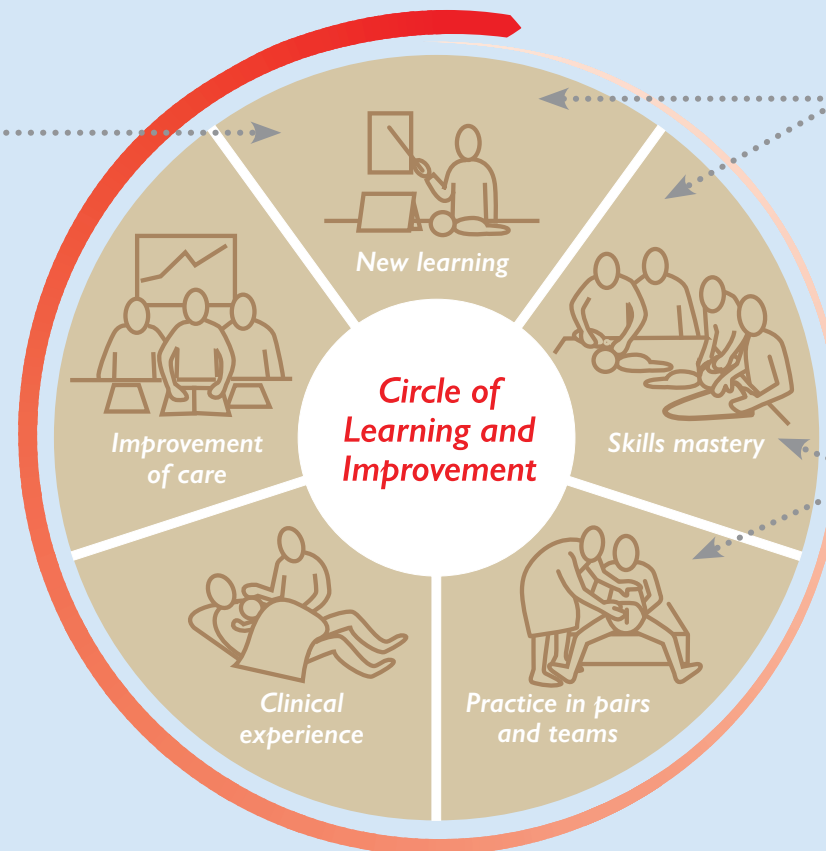 New learning
Circle of
Learning and
Improvement
Improvement
of care
Skills mastery
Clinical
experience
Practice in pairs
and teams